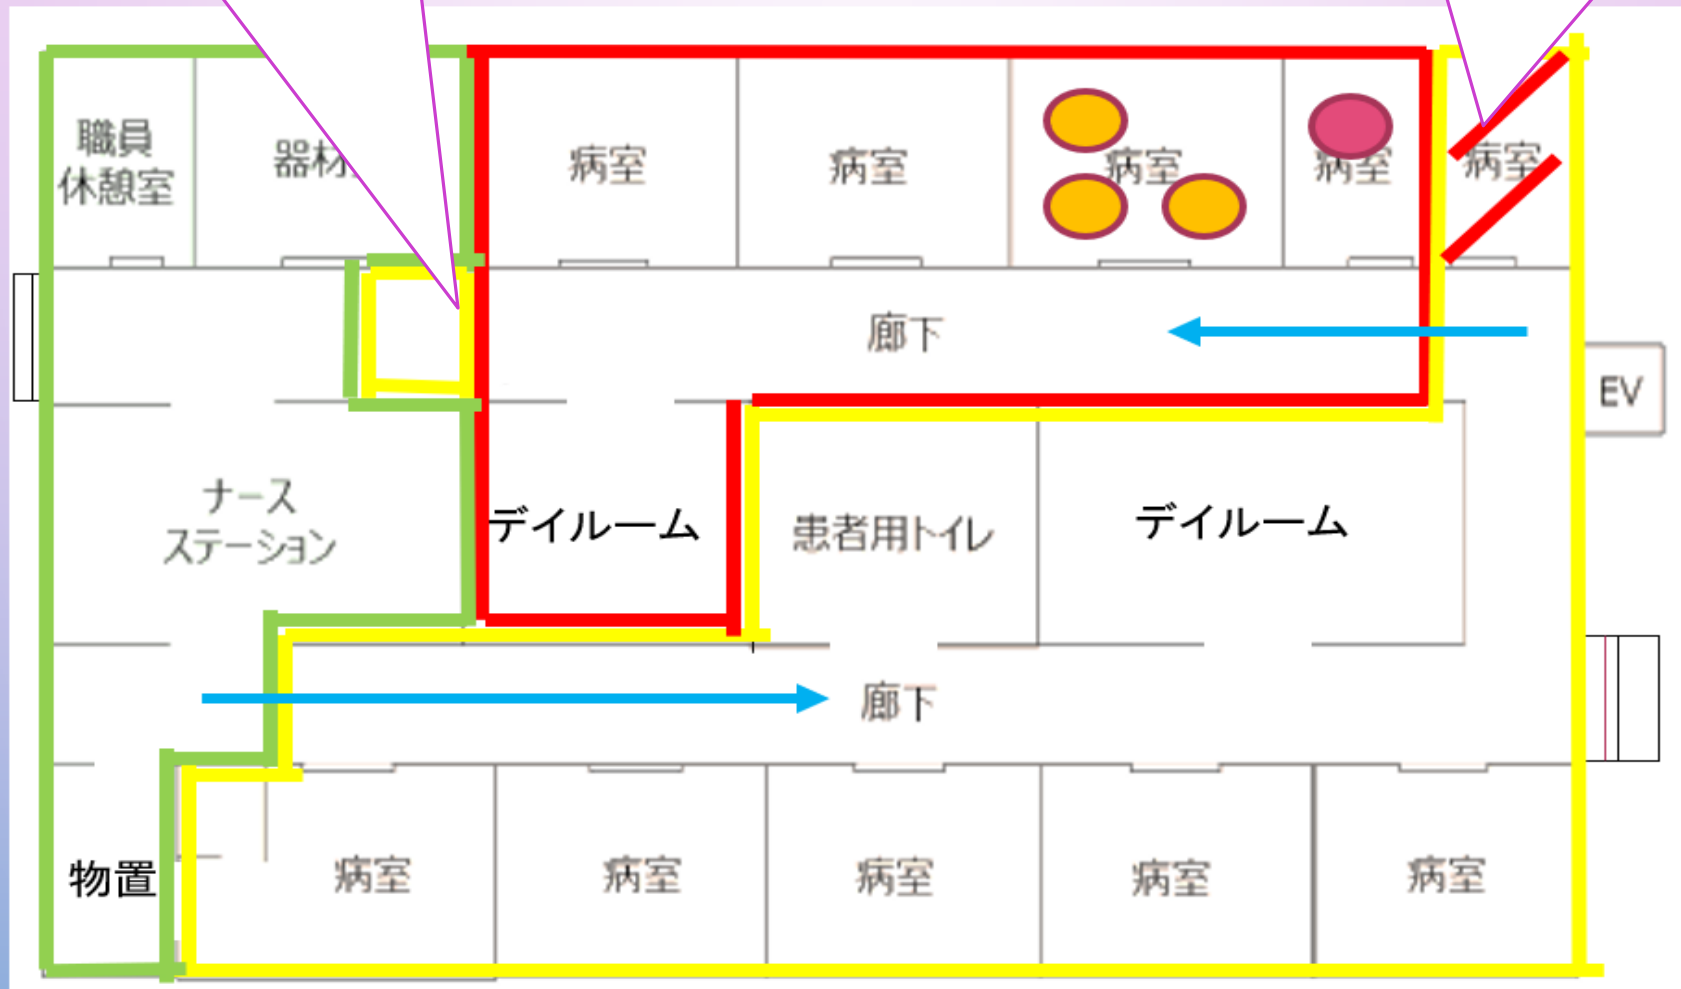 職員
休憩室
器材
病室
病室
病室
病室
病室
廊下
EV
ナース
ステーション
デイルーム
患者用トイレ
デイルーム
廊下
物置
病室
病室
病室
病室
病室